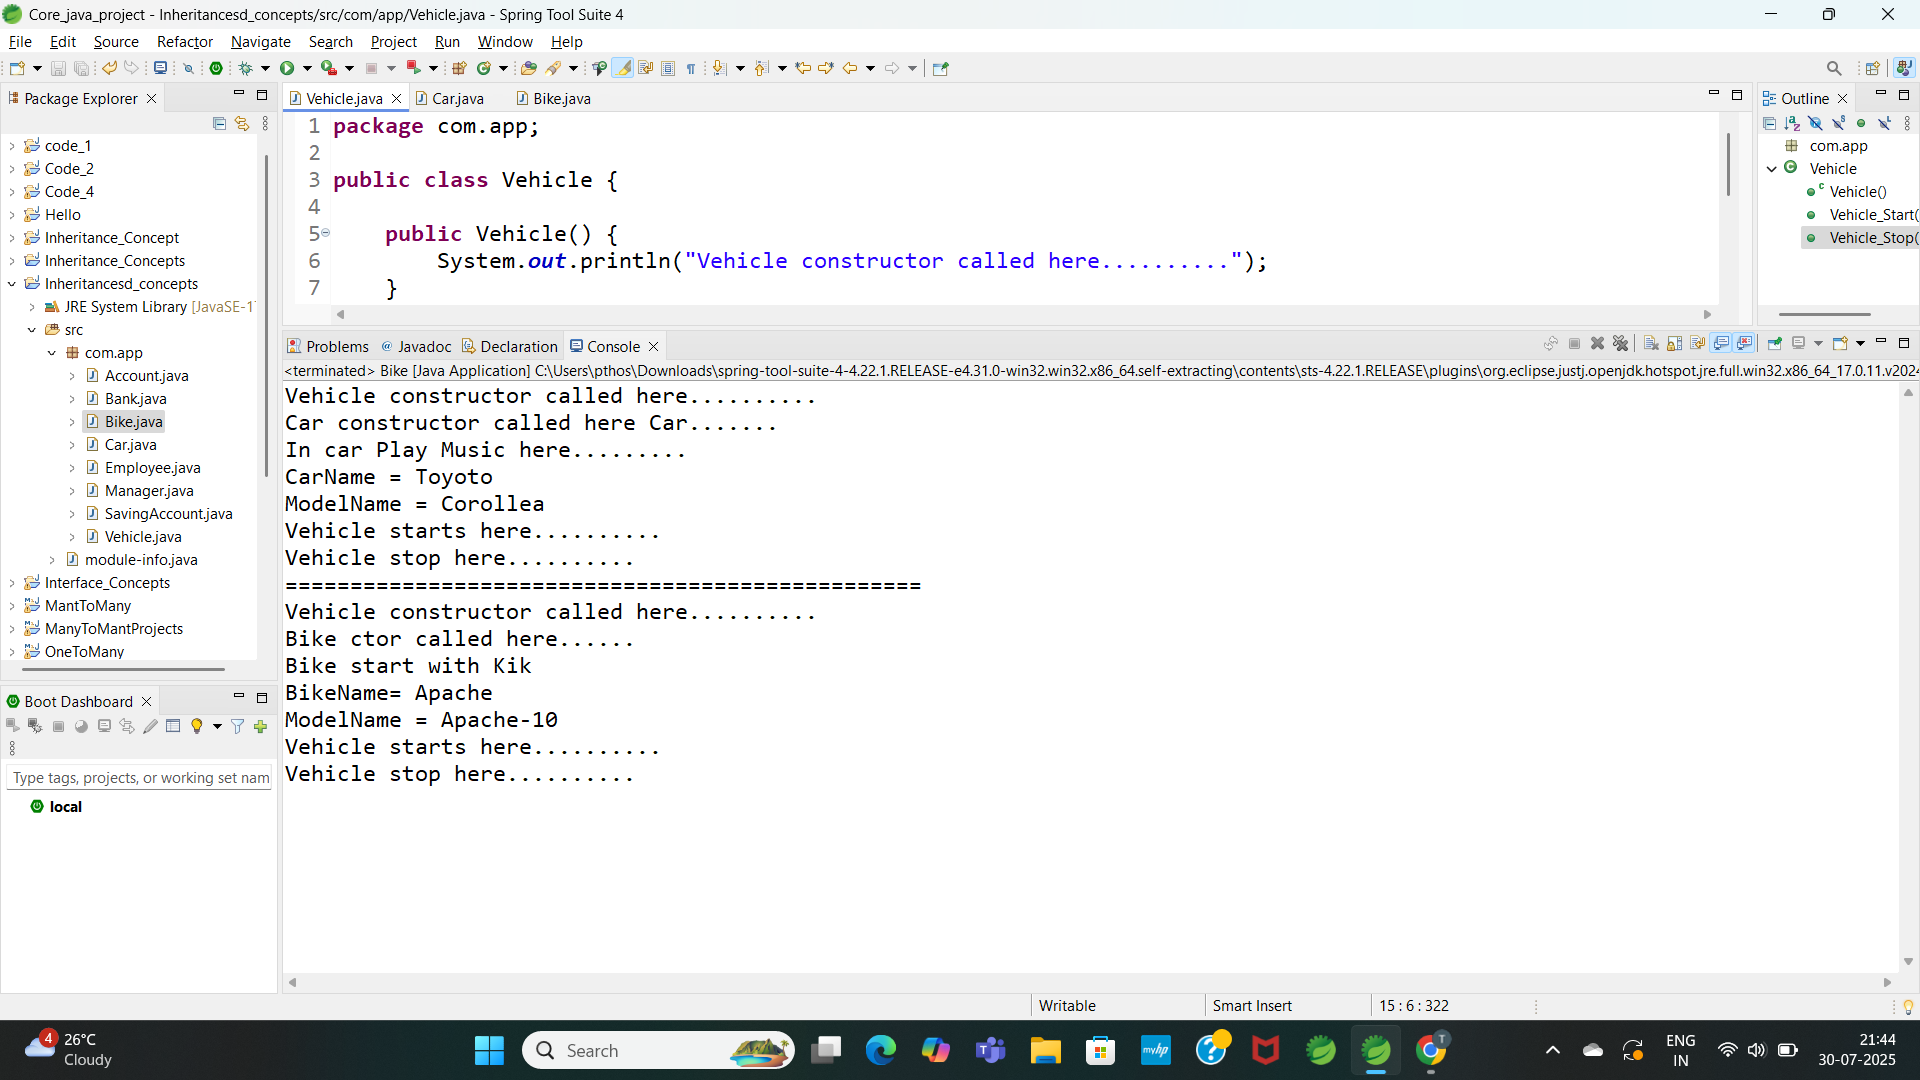 Core_java_project - Inheritancesd_concepts/src/com/app/Vehicle.java - Spring Tool Suite 4
File Edit Source Refactor Navigate Search Project Run Window Help
Package Explorer
code_1
Code_2
Code_4
Hello
Inheritance_Concept
Inheritance_Concepts
Inheritancesd_concepts
JRE System Library [JavaSE-1
src
com.app
Account.java
Bank.java
Bike.java
Car.java
Employee.java
Manager.java
SavingAccount.java
Vehicle.java
module-info.java
Interface_Concepts
MantToMany
ManyToMantProjects
OneToMany
Boot Dashboard
Type tags, projects, or working set nam
local
Vehicle.java Car.java Bike.java
1 package com.app;
2
3 public class Vehicle {
4
5 public Vehicle() {
6 System.out.println("Vehicle constructor called here..........");
7 }
Outline
com.app
Vehicle
Vehicle()
Vehicle_Start(
Vehicle_Stop(
Problems @ Javadoc Declaration Console
<terminated> Bike [Java Application] C:\Users\pthos\Downloads\spring-tool-suite-4-4.22.1.RELEASE-e4.31.0-win32.win32.x86_64.self-extracting\contents\sts-4.22.1.RELEASE\plugins\org.eclipse.justj.openjdk.hotspot.jre.full.win32.x86_64_17.0.11.v2024
Vehicle constructor called here..........
Car constructor called here Car.......
In car Play Music here.........
CarName = Toyoto
ModelName = Corollea
Vehicle starts here..........
Vehicle stop here..........
=================================================
Vehicle constructor called here..........
Bike ctor called here......
Bike start with Kik
BikeName= Apache
ModelName = Apache-10
Vehicle starts here..........
Vehicle stop here..........
Writable
Smart Insert
15 : 6 : 322
4
26°C
Cloudy
Search
myhp
T
ENG
IN
21:44
30-07-2025